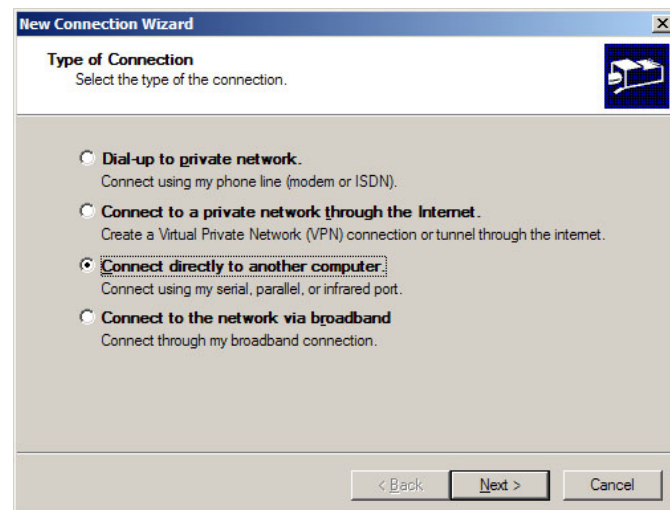 New Connection Wizard
Type of Connection
Select the type of the connection.
Dial-up to private network.
Connect using my phone line (modem or ISDN).
Connect to a private network through the Internet.
Create a Virtual Private Network (VPN) connection or tunnel through the internet.
Connect directly to another computer.
Connect using my serial, parallel, or infrared port.
Connect to the network via broadband
Connect through my broadband connection.
< Back Next > Cancel